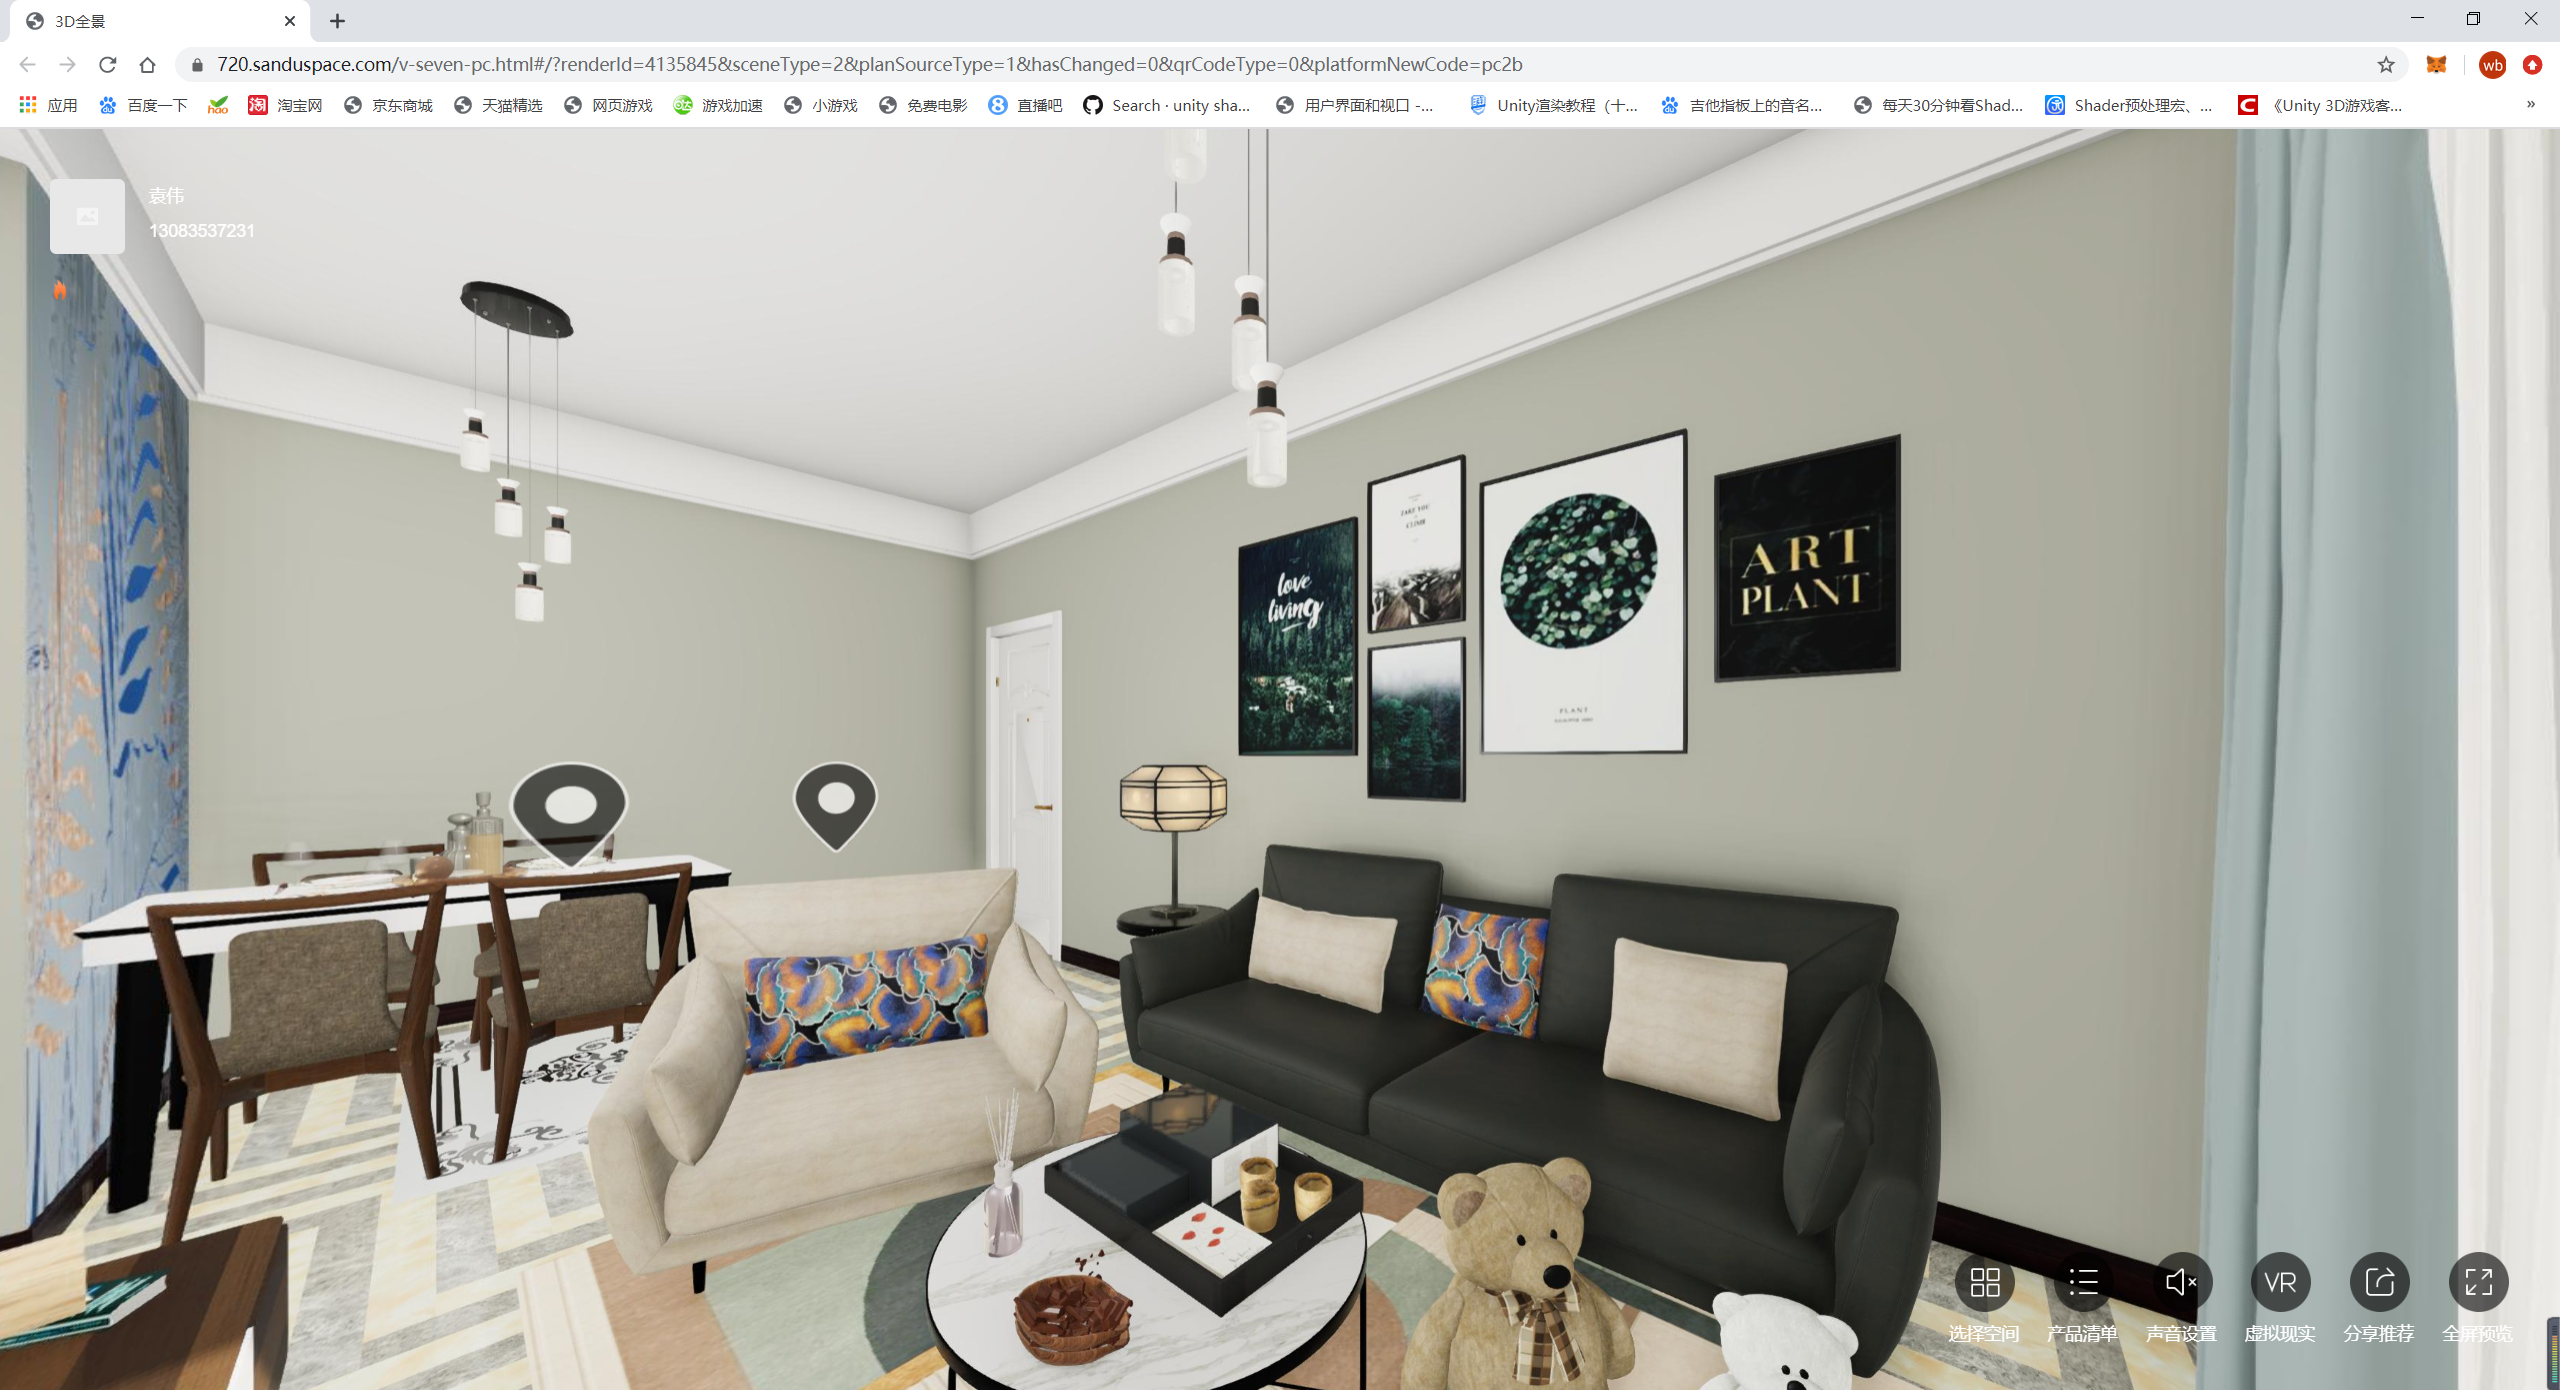 3D全景
720.sanduspace.com/v-seven-pc.html#/?renderId=4135845&sceneType=2&planSourceType=1&hasChanged=0&qrCodeType=0&platformNewCode=pc2b
wb
应用 百度一下 hao 淘 淘宝网 京东商城 天猫精选 网页游戏 游戏加速 小游戏 免费电影 直播吧 Search · unity sha... 用户界面和视口 -... Unity渲染教程（十... 吉他指板上的音名... 每天30分钟看Shad... Shader预处理宏、... 《Unity 3D游戏客... »
袁伟
13083537231
love
living
TAKE YOU
CLIMB
PLANT
ART
PLANT
VR
选择空间 产品清单 声音设置 虚拟现实 分享推荐 全屏预览